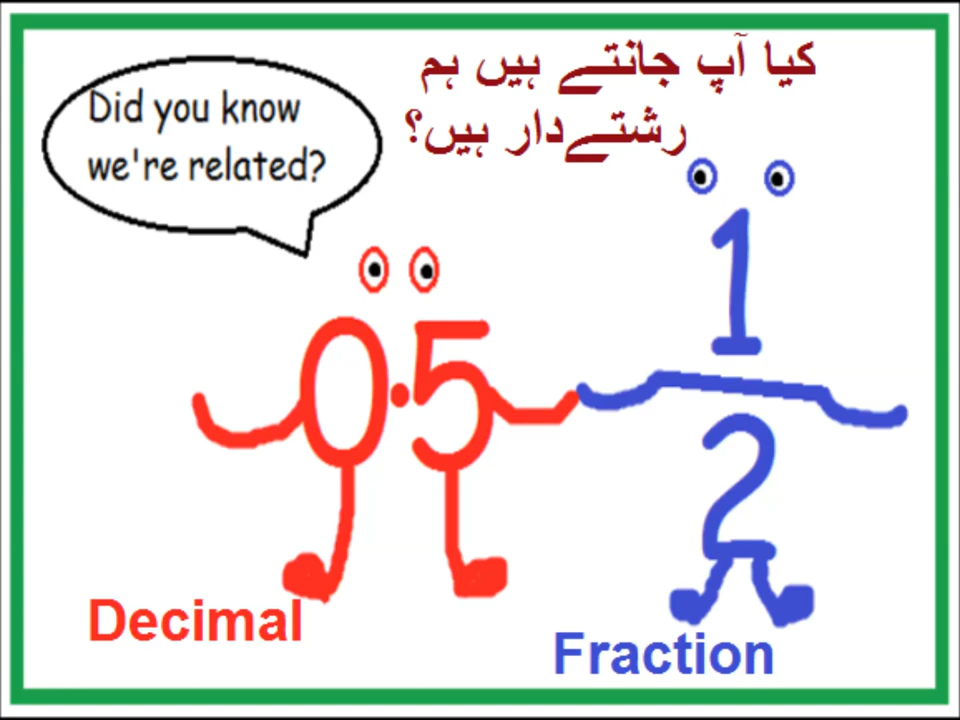 Did you know
we're related?
کیا آپ جانتے ہیں ہم
رشتے‌دار ہیں؟
0.5
1
2
Decimal
Fraction